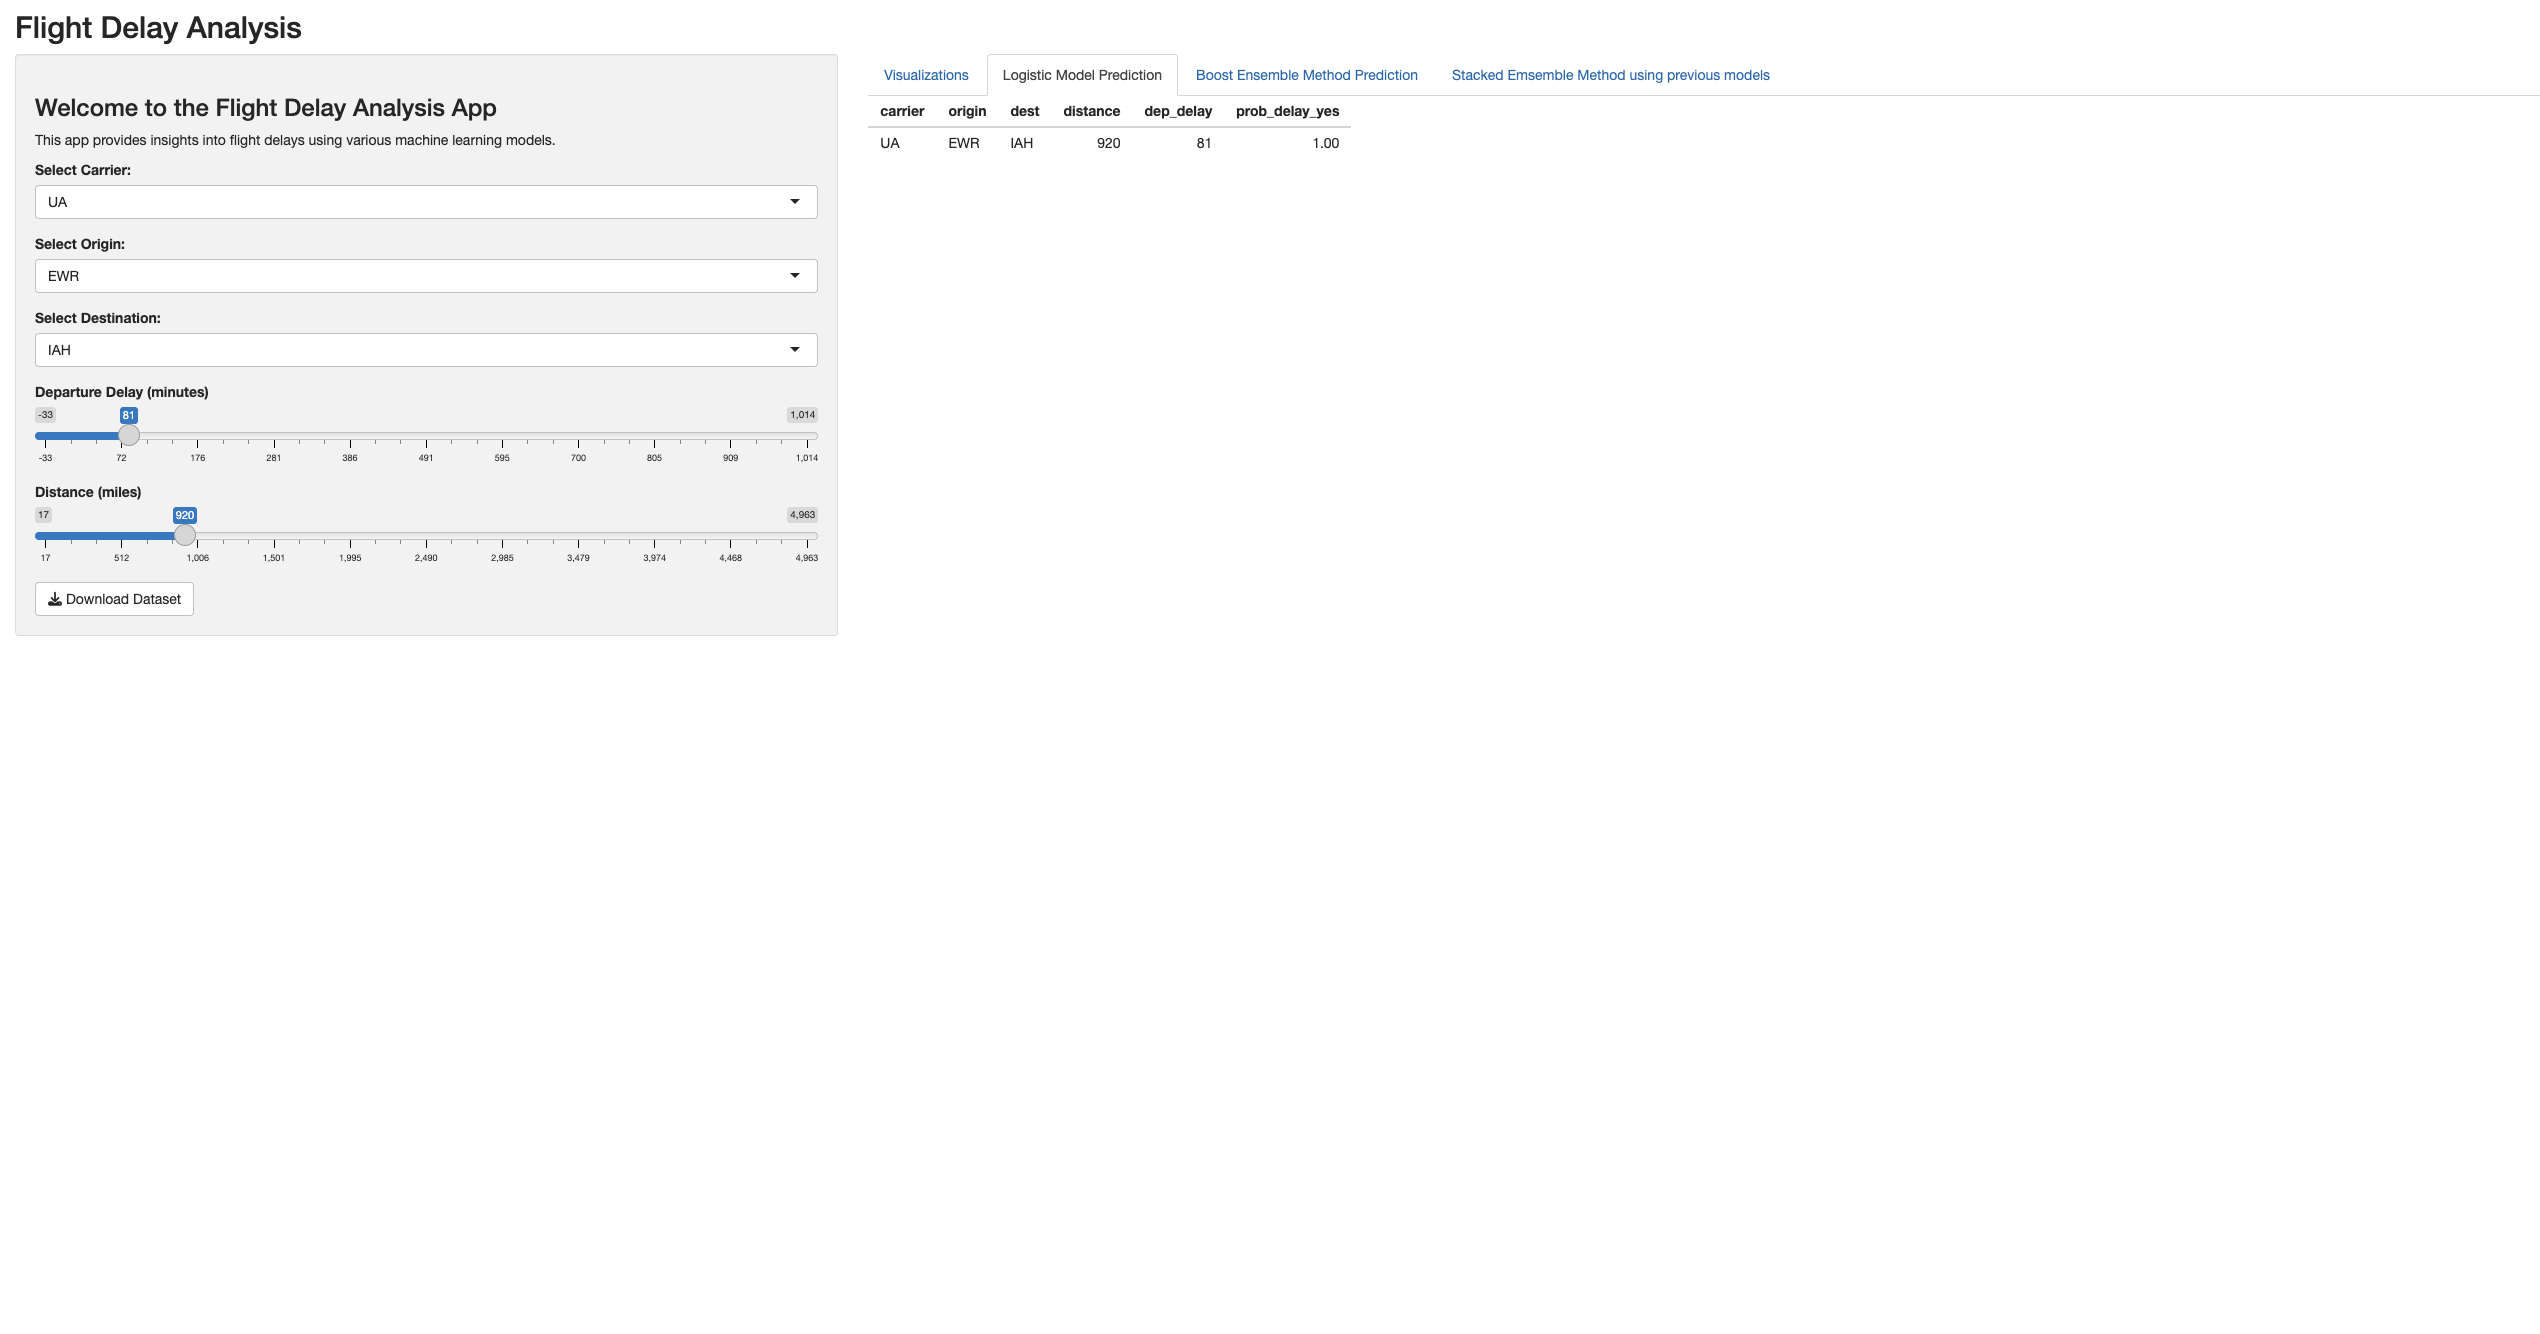 Flight Delay Analysis
Welcome to the Flight Delay Analysis App
This app provides insights into flight delays using various machine learning models.
Select Carrier:
UA
Select Origin:
EWR
Select Destination:
IAH
Departure Delay (minutes)
-33 81 1,014
-33 72 176 281 386 491 595 700 805 909 1,014
Distance (miles)
17 920 4,963
17 512 1,006 1,501 1,995 2,490 2,985 3,479 3,974 4,468 4,963
Download Dataset
Visualizations Logistic Model Prediction Boost Ensemble Method Prediction Stacked Emsemble Method using previous models
carrier origin dest distance dep_delay prob_delay_yes
UA EWR IAH 920 81 1.00